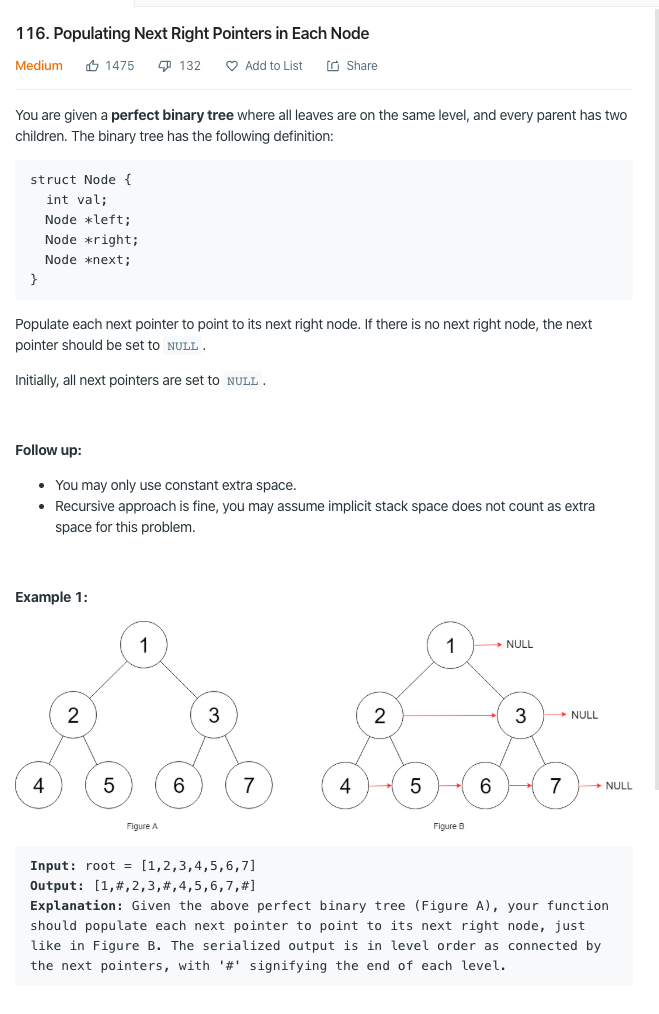 116. Populating Next Right Pointers in Each Node
Medium 1475 132 Add to List Share
You are given a perfect binary tree where all leaves are on the same level, and every parent has two
children. The binary tree has the following definition:
struct Node {
  int val;
  Node *left;
  Node *right;
  Node *next;
}
Populate each next pointer to point to its next right node. If there is no next right node, the next
pointer should be set to NULL .
Initially, all next pointers are set to NULL .
Follow up:
• You may only use constant extra space.
• Recursive approach is fine, you may assume implicit stack space does not count as extra
space for this problem.
Example 1:
1 1 NULL
2 3 2 3 NULL
4 5 6 7 4 5 6 7 NULL
Figure A Figure B
Input: root = [1,2,3,4,5,6,7]
Output: [1,#,2,3,#,4,5,6,7,#]
Explanation: Given the above perfect binary tree (Figure A), your function
should populate each next pointer to point to its next right node, just
like in Figure B. The serialized output is in level order as connected by
the next pointers, with '#' signifying the end of each level.